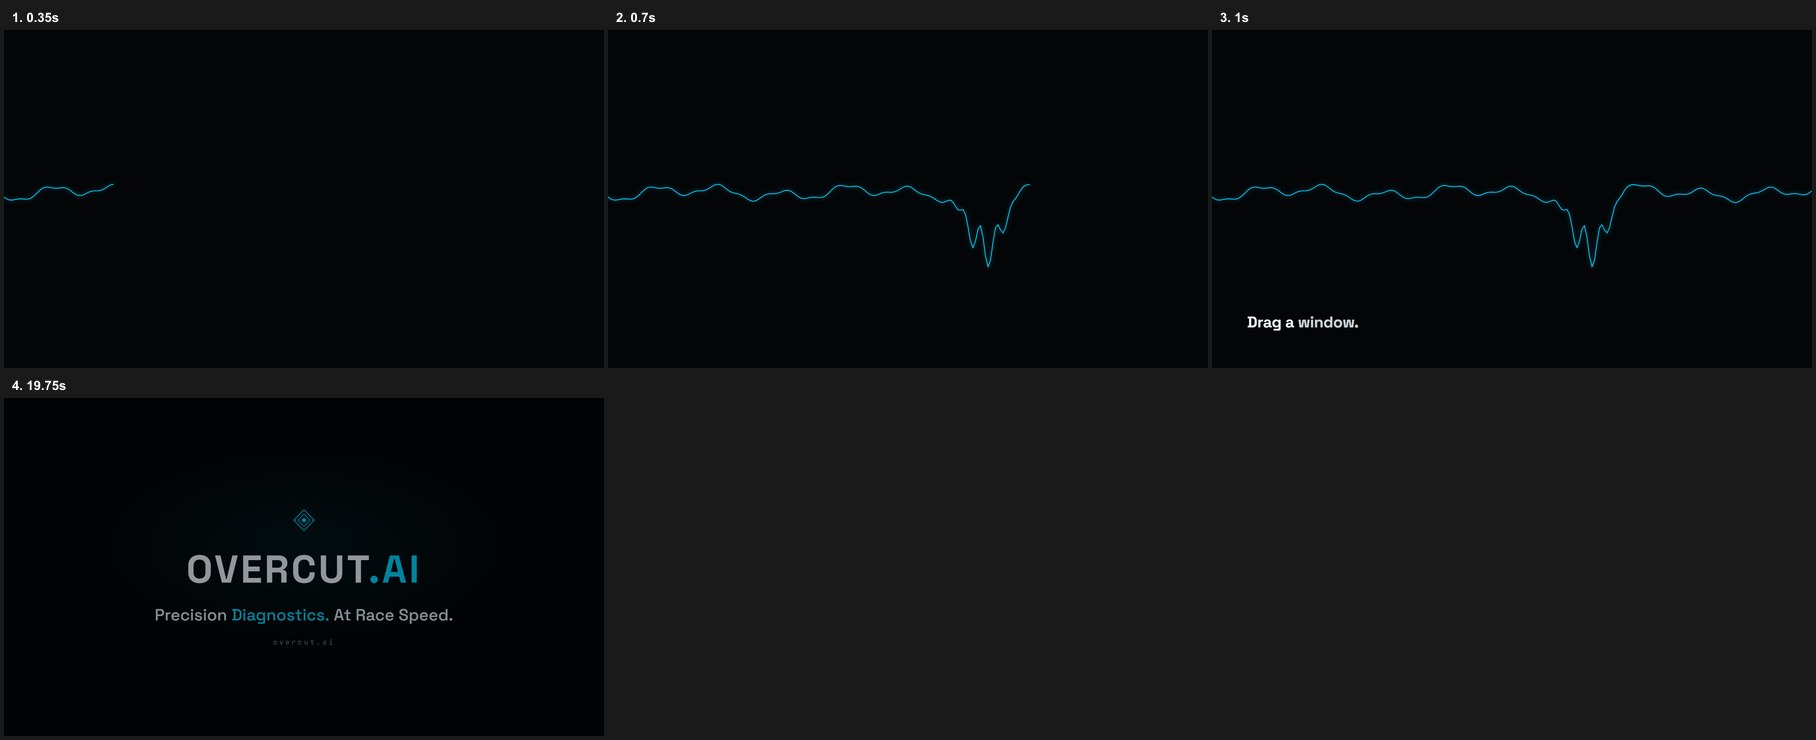 1. 0.35s
2. 0.7s
3. 1s
Drag a window.
4. 19.75s
OVERCUT.AI
Precision Diagnostics. At Race Speed.
overcut.ai